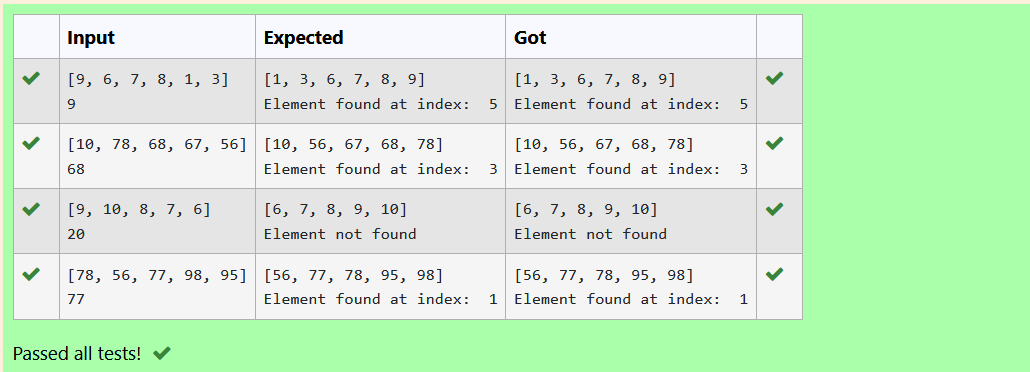 Input Expected Got
[9, 6, 7, 8, 1, 3] [1, 3, 6, 7, 8, 9] [1, 3, 6, 7, 8, 9]
9 Element found at index:  5 Element found at index:  5
[10, 78, 68, 67, 56] [10, 56, 67, 68, 78] [10, 56, 67, 68, 78]
68 Element found at index:  3 Element found at index:  3
[9, 10, 8, 7, 6] [6, 7, 8, 9, 10] [6, 7, 8, 9, 10]
20 Element not found Element not found
[78, 56, 77, 98, 95] [56, 77, 78, 95, 98] [56, 77, 78, 95, 98]
77 Element found at index:  1 Element found at index:  1
Passed all tests!